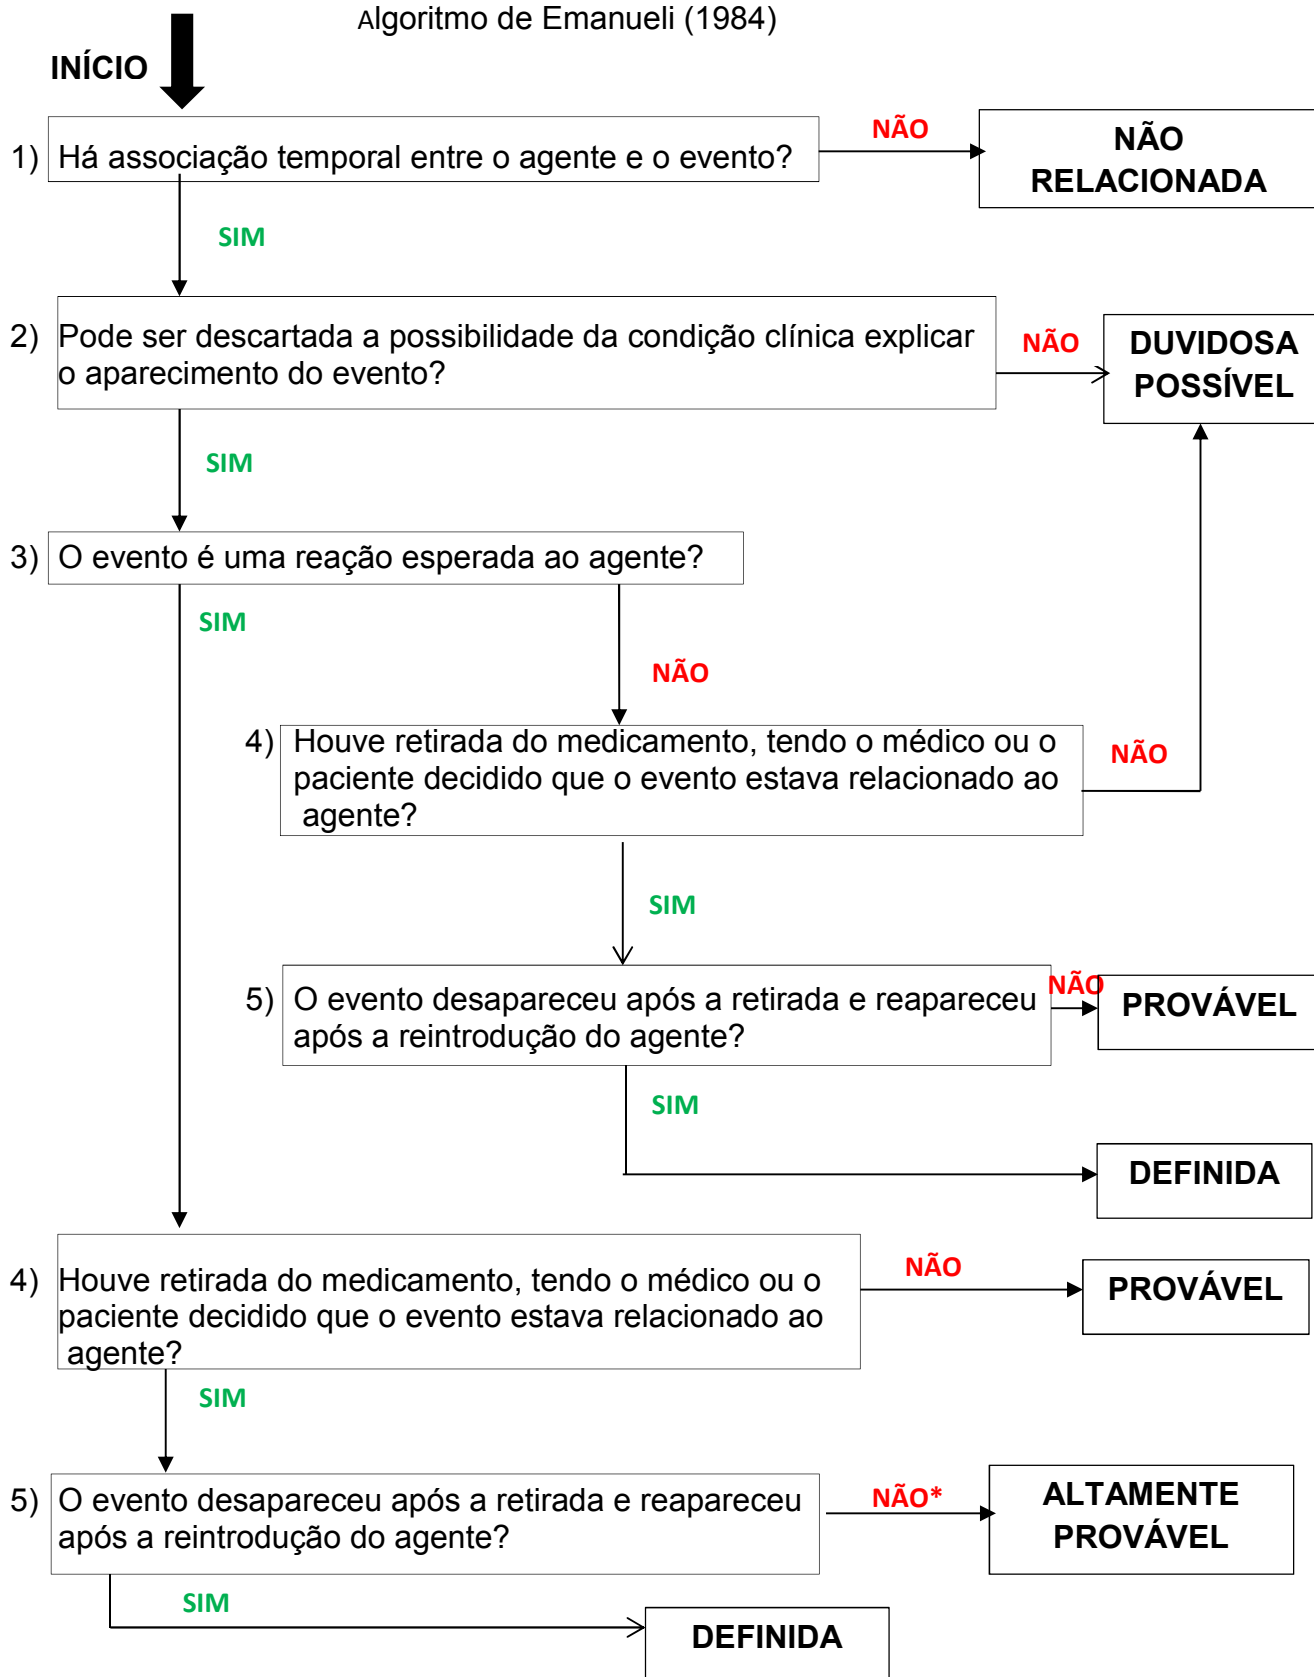 Algoritmo de Emanueli (1984)
INÍCIO
1) Há associação temporal entre o agente e o evento?
NÃO
NÃO
RELACIONADA
SIM
2) Pode ser descartada a possibilidade da condição clínica explicar
o aparecimento do evento?
NÃO
DUVIDOSA
POSSÍVEL
SIM
3) O evento é uma reação esperada ao agente?
SIM
NÃO
4) Houve retirada do medicamento, tendo o médico ou o
paciente decidido que o evento estava relacionado ao
agente?
NÃO
SIM
5) O evento desapareceu após a retirada e reapareceu
após a reintrodução do agente?
NÃO
PROVÁVEL
SIM
DEFINIDA
4) Houve retirada do medicamento, tendo o médico ou o
paciente decidido que o evento estava relacionado ao
agente?
NÃO
PROVÁVEL
SIM
5) O evento desapareceu após a retirada e reapareceu
após a reintrodução do agente?
NÃO*
ALTAMENTE
PROVÁVEL
SIM
DEFINIDA